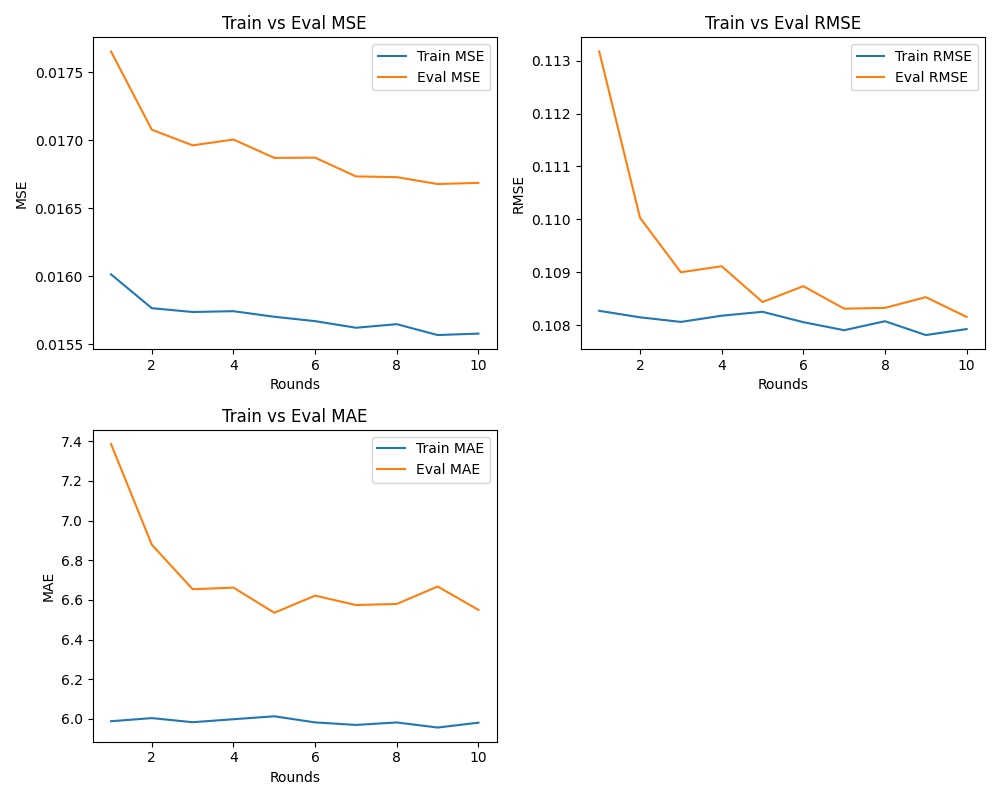 Train vs Eval MSE
Train MSE
Eval MSE
0.0175
0.0170
0.0165
0.0160
0.0155
MSE
2 4 6 8 10
Rounds
Train vs Eval RMSE
Train RMSE
Eval RMSE
0.113
0.112
0.111
0.110
0.109
0.108
RMSE
2 4 6 8 10
Rounds
Train vs Eval MAE
Train MAE
Eval MAE
7.4
7.2
7.0
6.8
6.6
6.4
6.2
6.0
MAE
2 4 6 8 10
Rounds